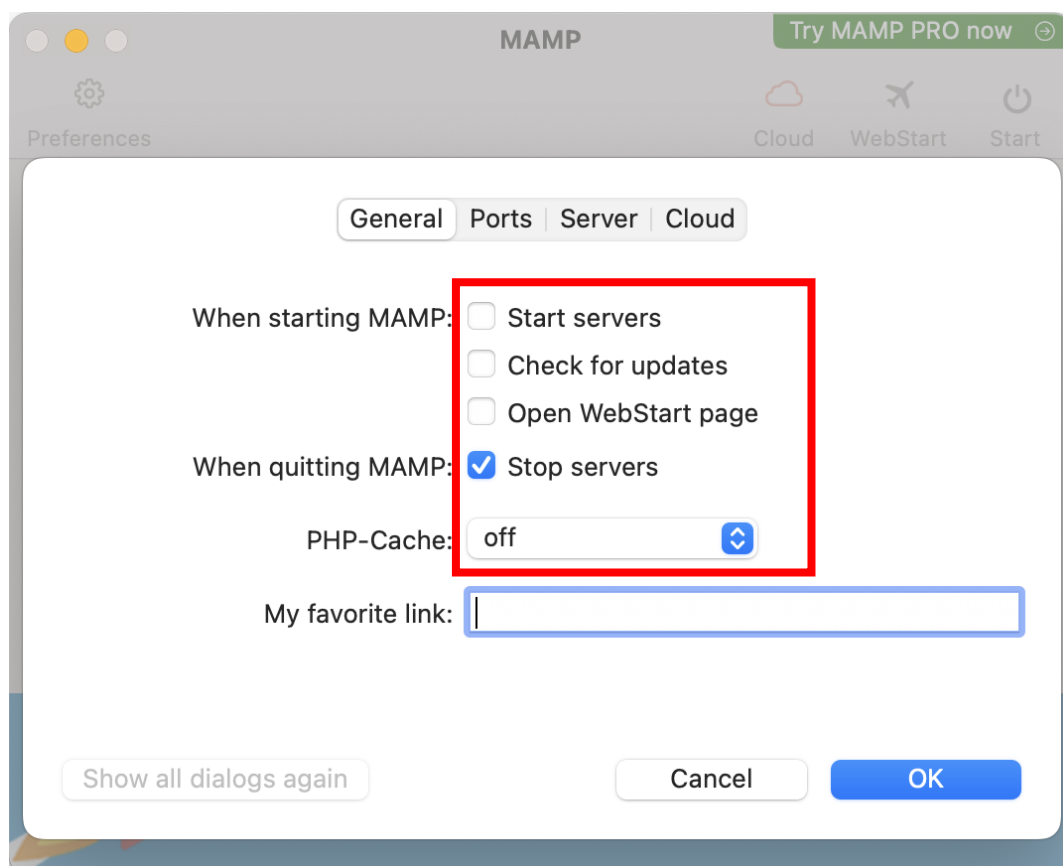 MAMP
Try MAMP PRO now
Preferences
Cloud
WebStart
Start
General
Ports
Server
Cloud
When starting MAMP:
Start servers
Check for updates
Open WebStart page
When quitting MAMP:
Stop servers
PHP-Cache:
off
My favorite link:
Show all dialogs again
Cancel
OK